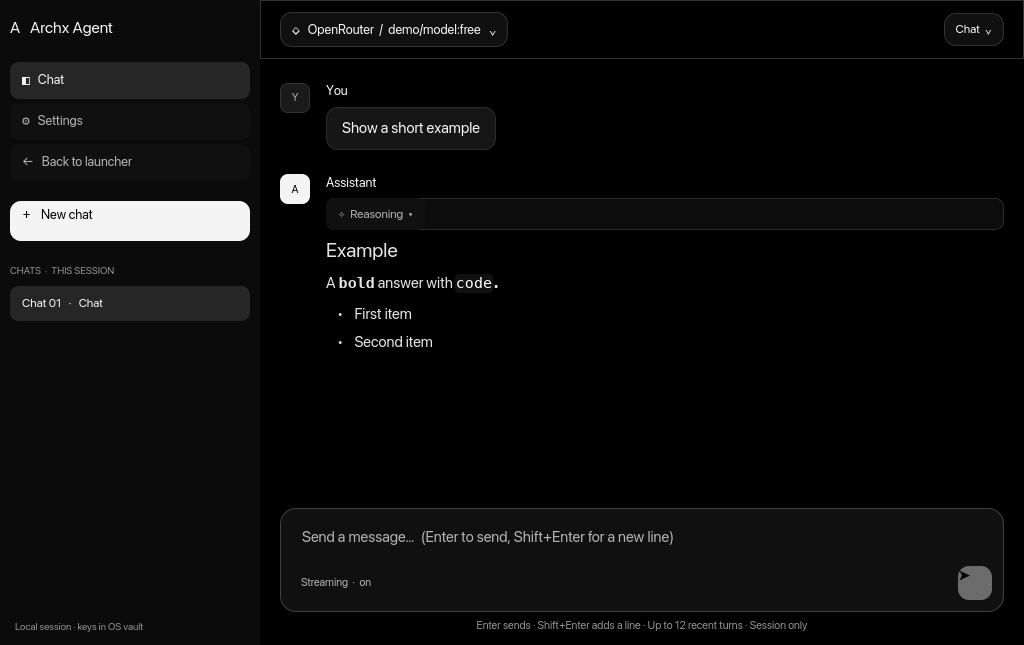 A Archx Agent
Chat
Settings
← Back to launcher
+ New chat
CHATS · THIS SESSION
Chat 01 · Chat
Local session · keys in OS vault
OpenRouter / demo/model:free
Chat
Y
You
Show a short example
A
Assistant
Reasoning
Example
A bold answer with code.
• First item
• Second item
Send a message... (Enter to send, Shift+Enter for a new line)
Streaming · on
Enter sends · Shift+Enter adds a line · Up to 12 recent turns · Session only